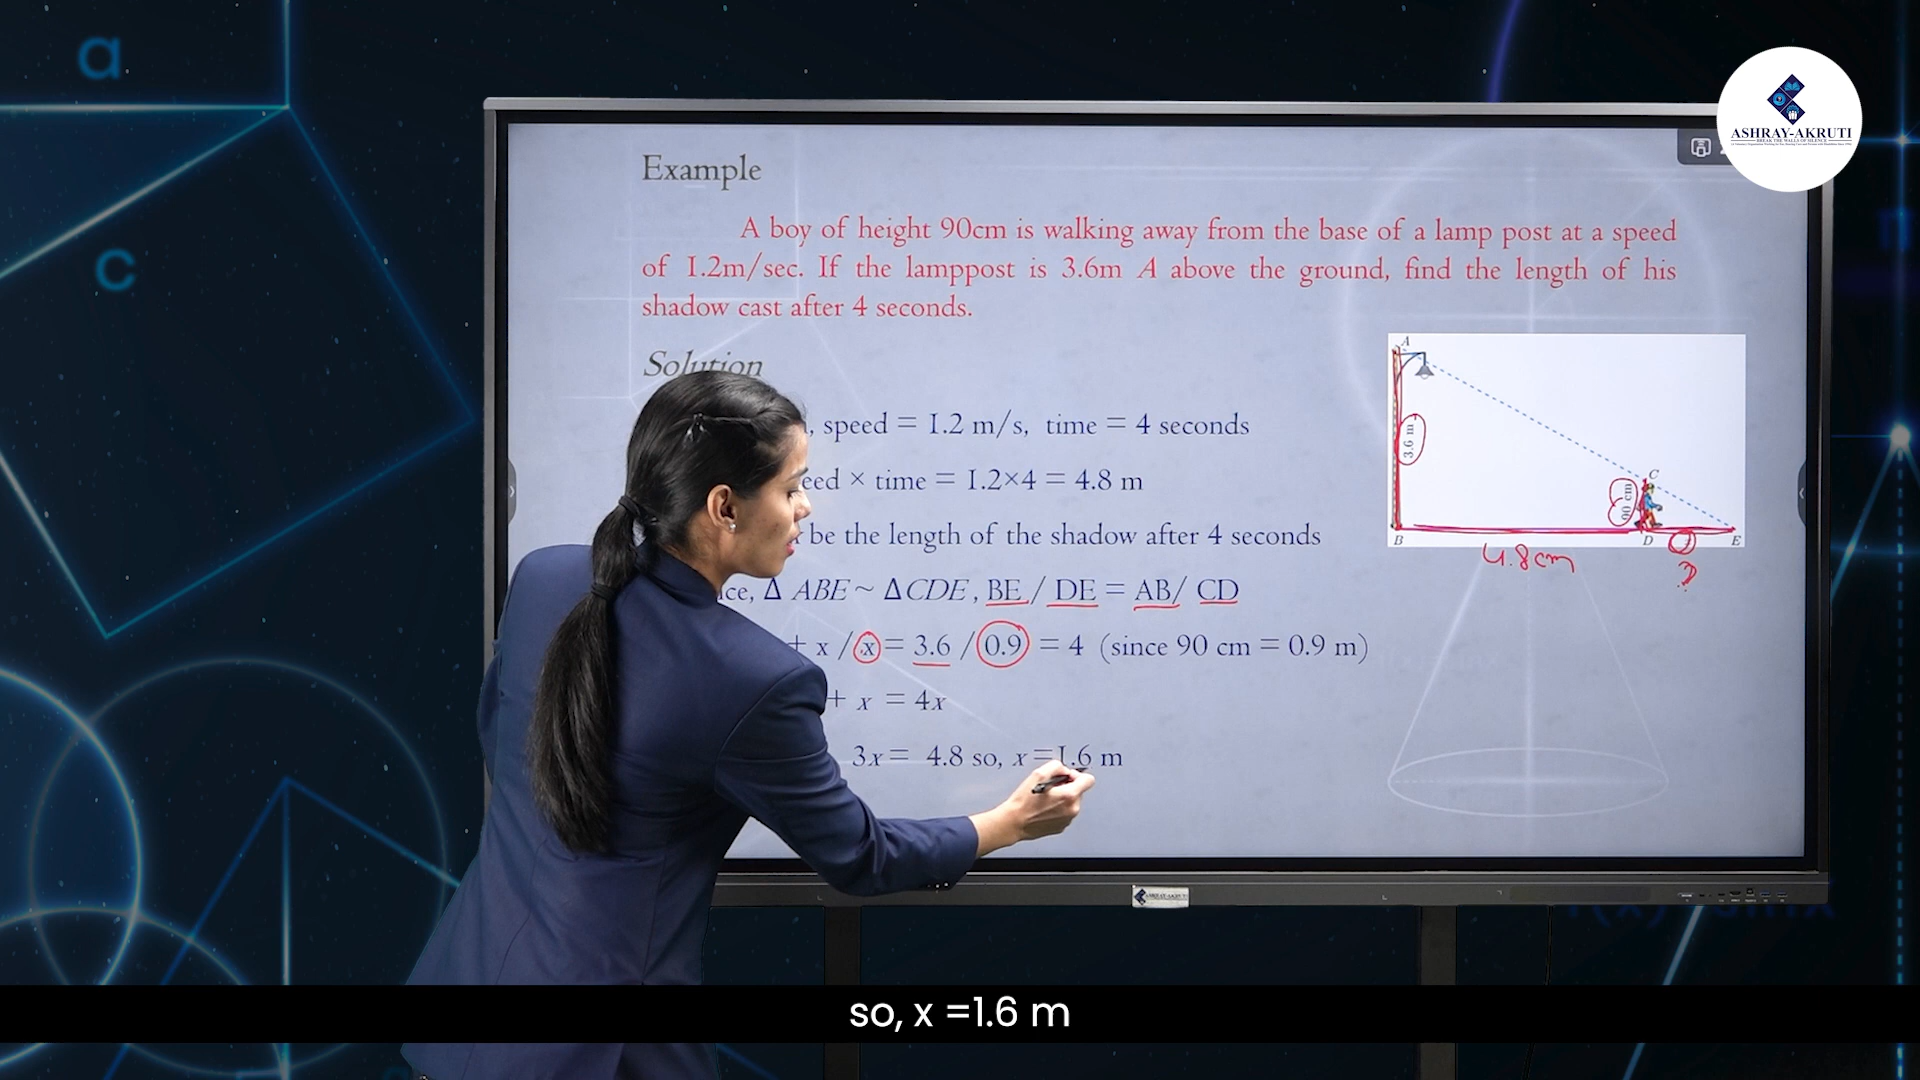 a
c
ASHRAY-AKRUTI
Example
A boy of height 90cm is walking away from the base of a lamp post at a speed
of 1.2m/sec. If the lamppost is 3.6m A above the ground, find the length of his
shadow cast after 4 seconds.
Solution
, speed = 1.2 m/s, time = 4 seconds
eed × time = 1.2×4 = 4.8 m
be the length of the shadow after 4 seconds
ce, Δ ABE ~ ΔCDE , BE / DE = AB/ CD
+ x / x = 3.6 / 0.9 = 4 (since 90 cm = 0.9 m)
+ x = 4x
3x = 4.8 so, x =1.6 m
A
3.6 m
C
90 cm
B
D
E
4.8cm
?
so, x =1.6 m